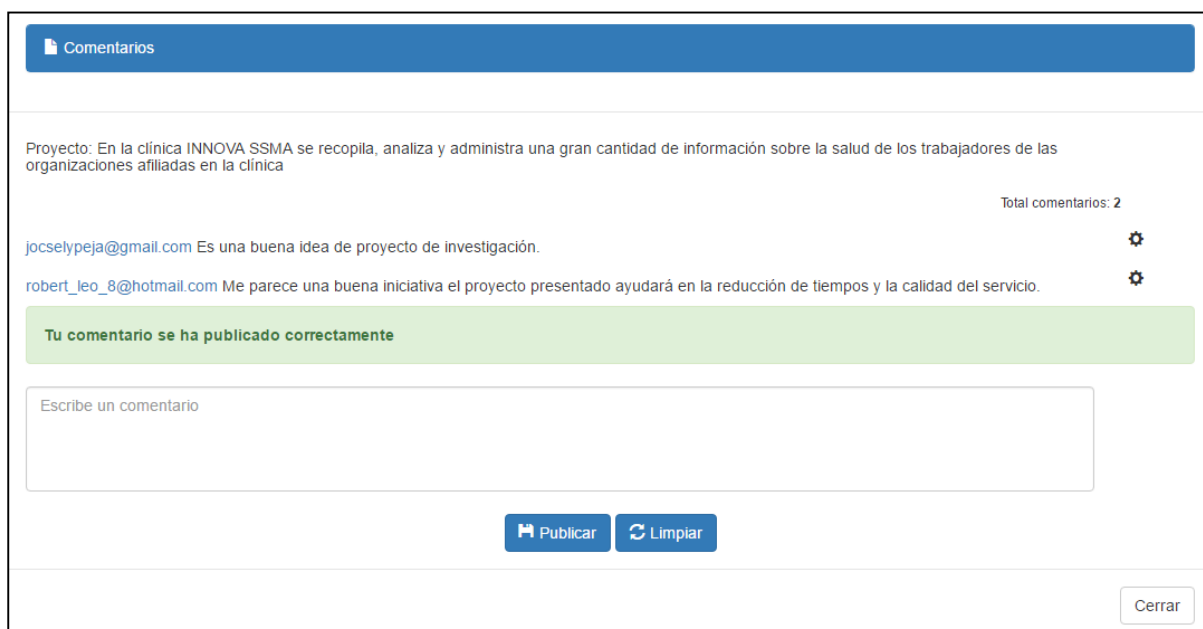 Comentarios
Proyecto: En la clínica INNOVA SSMA se recopila, analiza y administra una gran cantidad de información sobre la salud de los trabajadores de las
organizaciones afiliadas en la clínica
Total comentarios: 2
jocselypeja@gmail.com Es una buena idea de proyecto de investigación.
robert_leo_8@hotmail.com Me parece una buena iniciativa el proyecto presentado ayudará en la reducción de tiempos y la calidad del servicio.
Tu comentario se ha publicado correctamente
Escribe un comentario
Publicar Limpiar
Cerrar